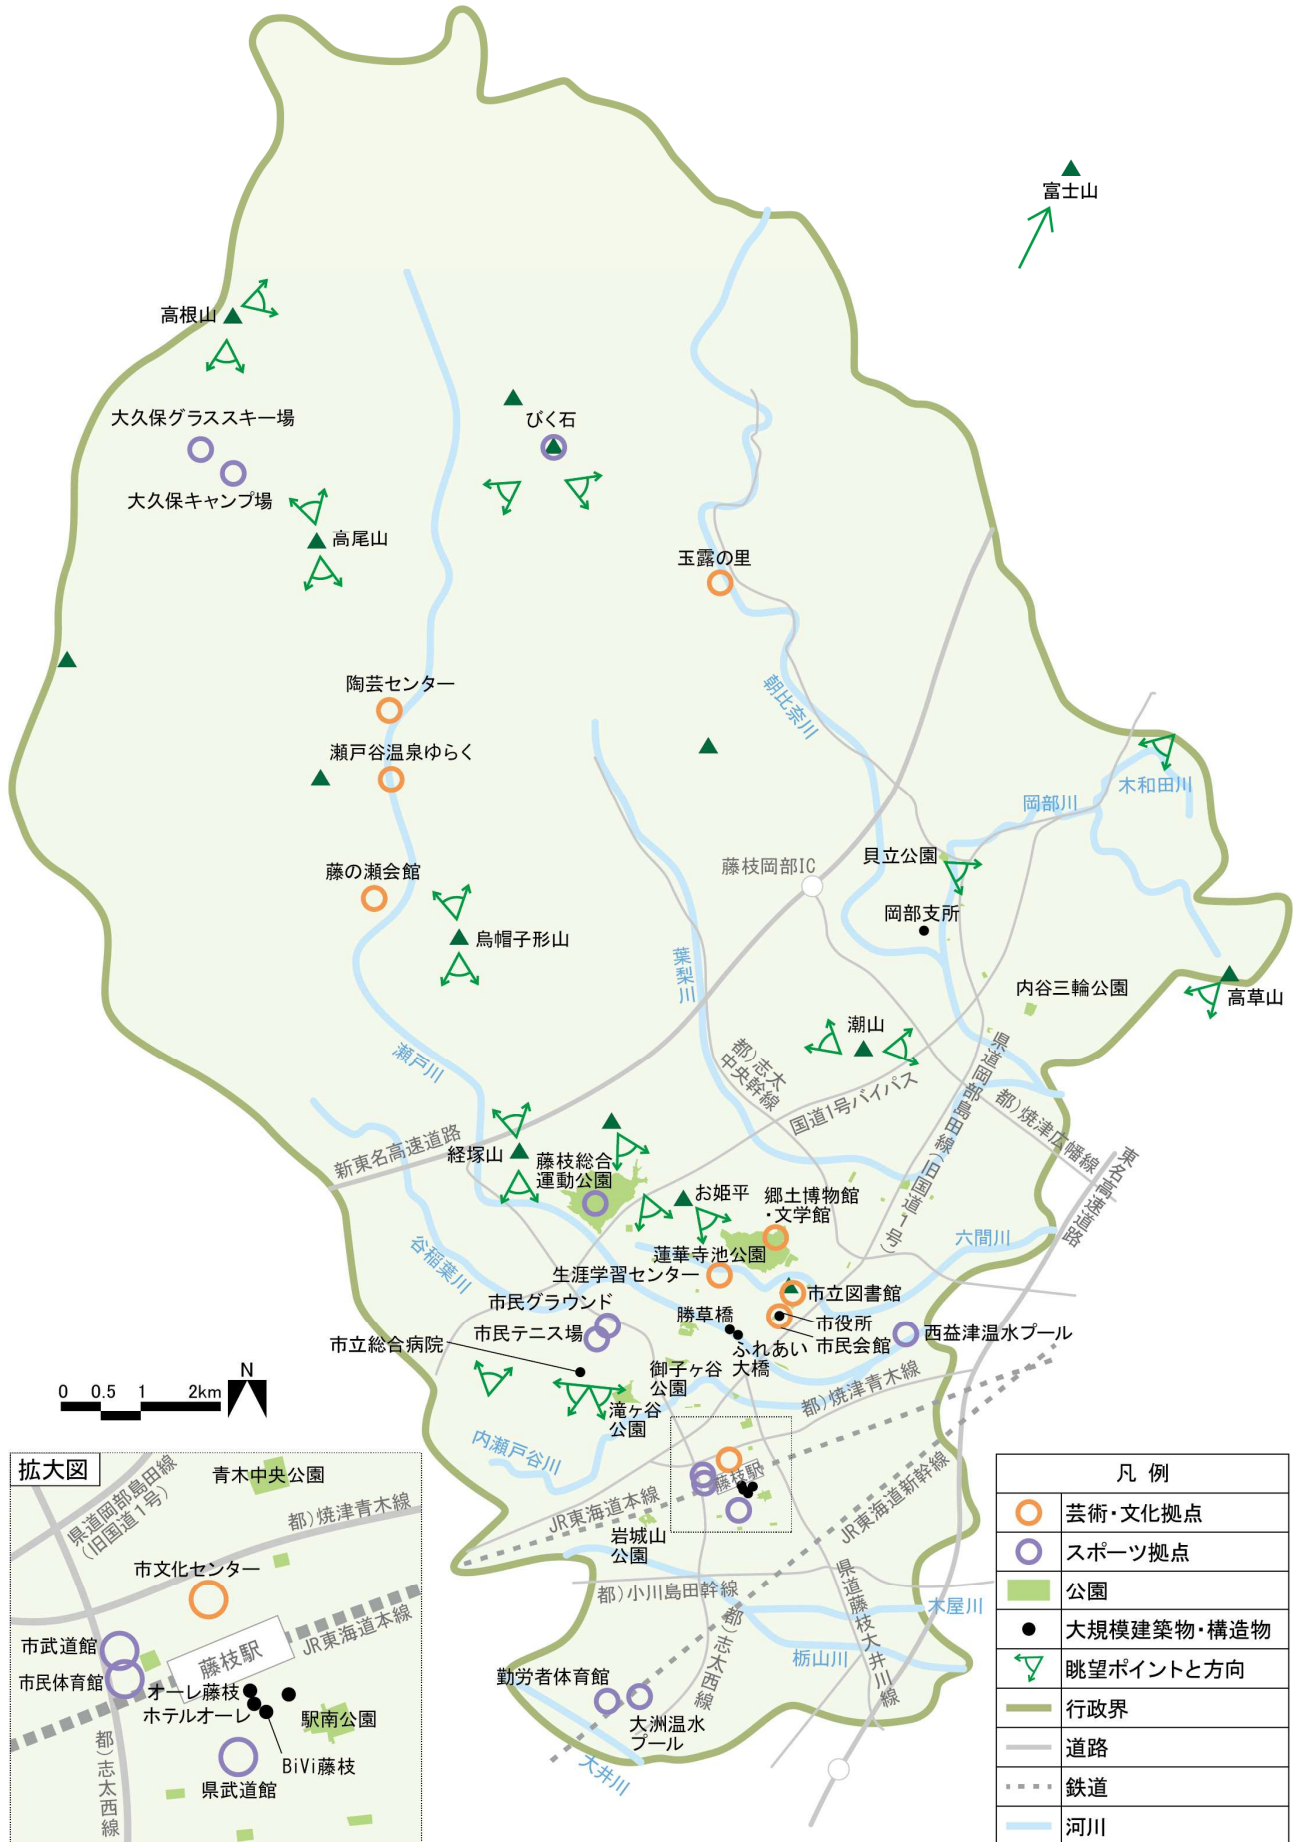 富士山
高根山
大久保グラススキー場
大久保キャンプ場
びく石
高尾山
玉露の里
陶芸センター
瀬戸谷温泉ゆらく
朝比奈川
木和田川
岡部川
藤の瀬会館
藤枝岡部IC
貝立公園
岡部支所
烏帽子形山
葉梨川
内谷三輪公園
高草山
潮山
瀬戸川
都)志太
中央幹線
国道1号バイパス
県道岡部島田線(旧国道1号)
都)焼津広幡線
東名高速道路
新東名高速道路
経塚山
藤枝総合
運動公園
お姫平
郷土博物館
・文学館
六間川
谷稲葉川
蓮華寺池公園
生涯学習センター
市立図書館
市民グラウンド
市民テニス場
勝草橋
市役所
市民会館
西益津温水プール
市立総合病院
ふれあい
大橋
御子ヶ谷
公園
滝ヶ谷
公園
都)焼津青木線
内瀬戸谷川
藤枝駅
JR東海道本線
JR東海道新幹線
岩城山
公園
都)小川島田幹線
都)志太西線
県道藤枝大井川線
木屋川
栃山川
勤労者体育館
大洲温水
プール
大井川
N
0 0.5 1 2km
拡大図
青木中央公園
県道岡部島田線
(旧国道1号)
都)焼津青木線
市文化センター
市武道館
市民体育館
藤枝駅
JR東海道本線
オーレ藤枝
ホテルオーレ
駅南公園
BiVi藤枝
県武道館
都)志太西線
凡 例
芸術・文化拠点
スポーツ拠点
公園
大規模建築物・構造物
眺望ポイントと方向
行政界
道路
鉄道
河川